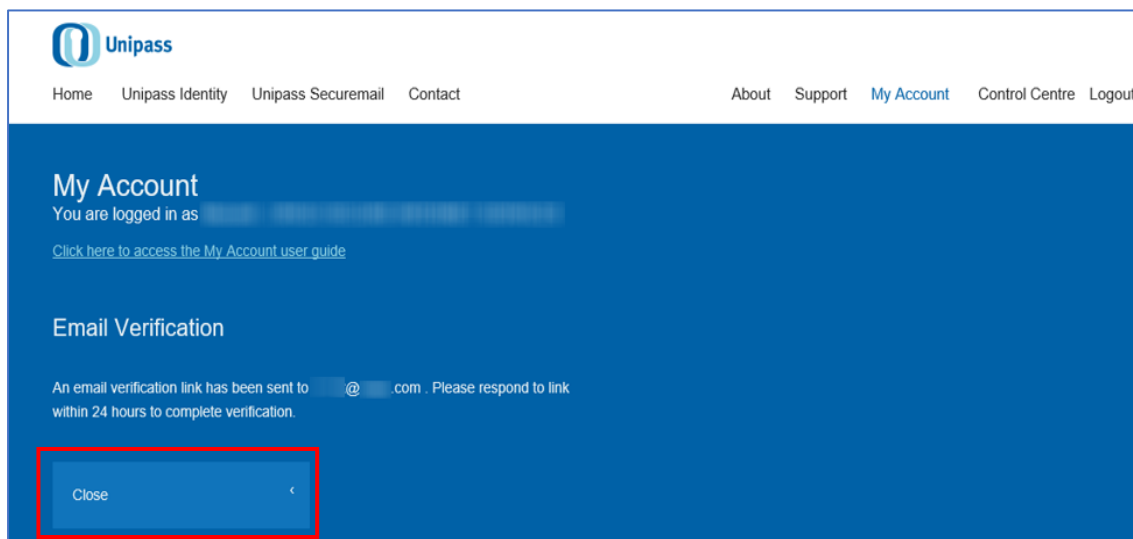 Unipass
Home Unipass Identity Unipass Securemail Contact About Support My Account Control Centre Logout
My Account
You are logged in as
Click here to access the My Account user guide
Email Verification
An email verification link has been sent to @ .com . Please respond to link
within 24 hours to complete verification.
Close ‹